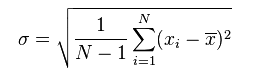 σ = √(1/(N − 1) ∑_{i=1}^{N} (x_i − x̅)²)